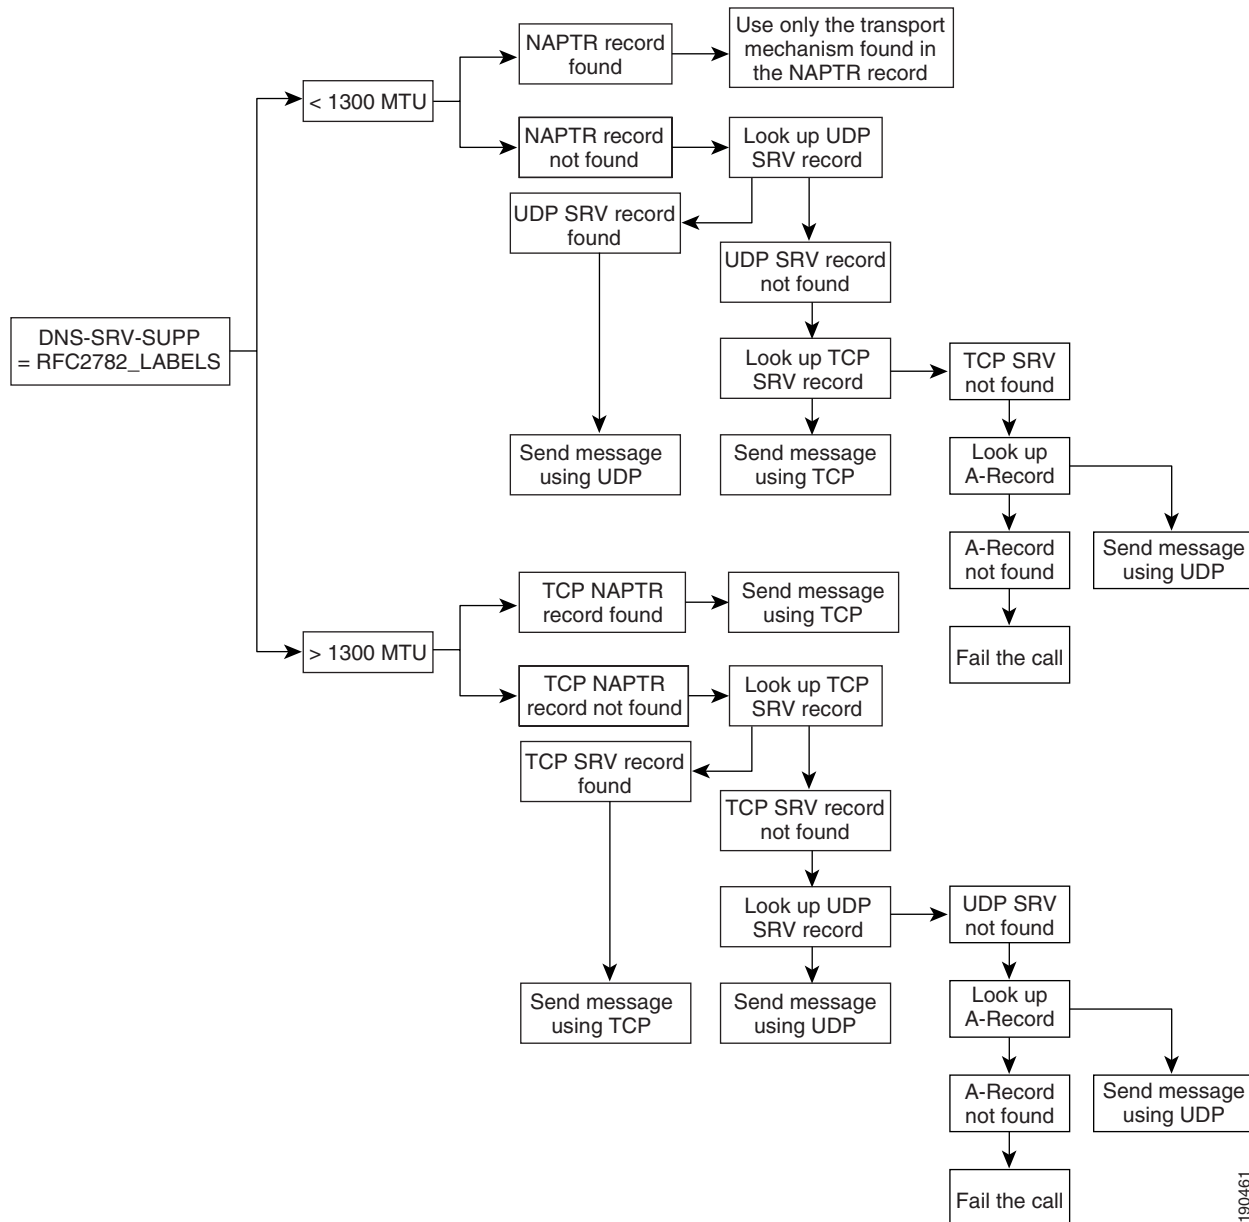 NAPTR record
found
Use only the transport
mechanism found in
the NAPTR record
< 1300 MTU
NAPTR record
not found
Look up UDP
SRV record
UDP SRV record
found
UDP SRV record
not found
DNS-SRV-SUPP
= RFC2782_LABELS
Look up TCP
SRV record
TCP SRV
not found
Send message
using UDP
Send message
using TCP
Look up
A-Record
A-Record
not found
Send message
using UDP
Fail the call
TCP NAPTR
record found
Send message
using TCP
> 1300 MTU
TCP NAPTR
record not found
Look up TCP
SRV record
TCP SRV record
found
TCP SRV record
not found
Look up UDP
SRV record
UDP SRV
not found
Send message
using TCP
Send message
using UDP
Look up
A-Record
A-Record
not found
Send message
using UDP
Fail the call
190461